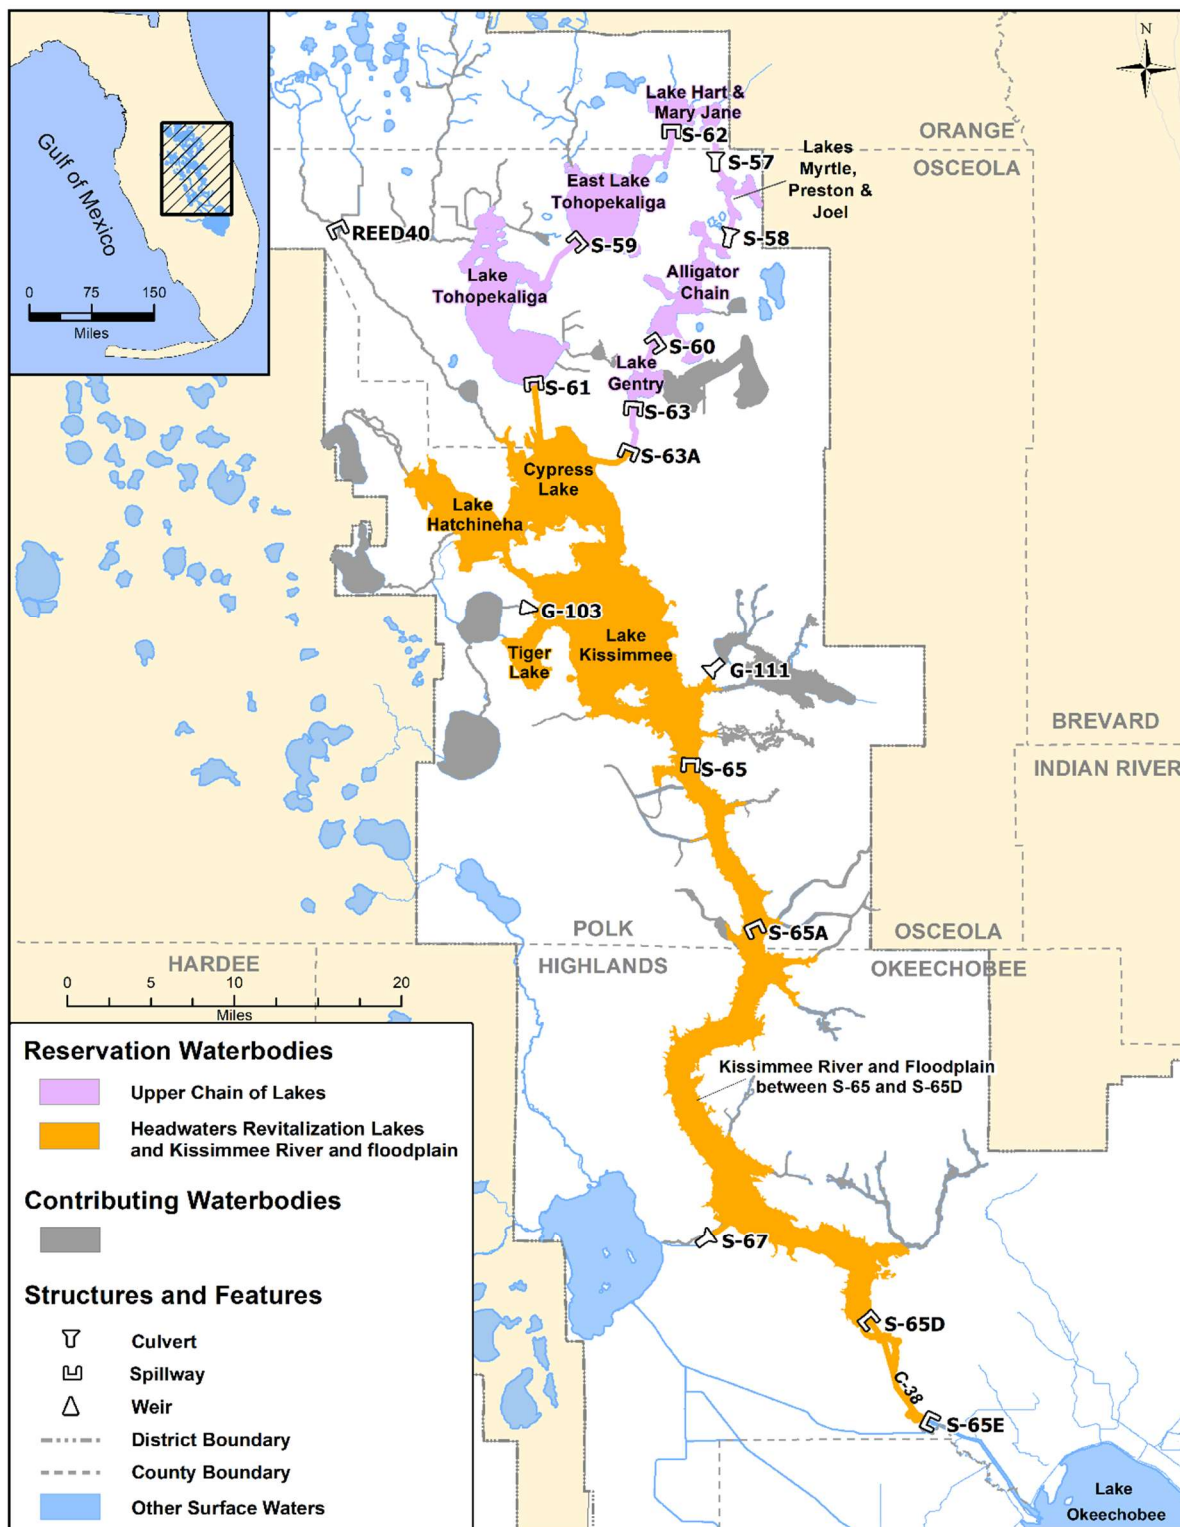 Gulf of Mexico
0 75 150
Miles
N
Lake Hart &
Mary Jane
S-62
ORANGE
OSCEOLA
S-57
Lakes
Myrtle,
Preston &
Joel
East Lake
Tohopekaliga
REED40
S-59
S-58
Lake
Tohopekaliga
Alligator
Chain
S-60
Lake
Gentry
S-61
S-63
S-63A
Cypress
Lake
Lake
Hatchineha
G-103
Lake
Kissimmee
Tiger
Lake
G-111
BREVARD
INDIAN RIVER
S-65
S-65A
POLK
OSCEOLA
HARDEE
HIGHLANDS
OKEECHOBEE
0 5 10 20
Miles
Kissimmee River and Floodplain
between S-65 and S-65D
S-67
S-65D
C-38
S-65E
Lake
Okeechobee
Reservation Waterbodies
Upper Chain of Lakes
Headwaters Revitalization Lakes
and Kissimmee River and floodplain
Contributing Waterbodies
Structures and Features
Culvert
Spillway
Weir
District Boundary
County Boundary
Other Surface Waters